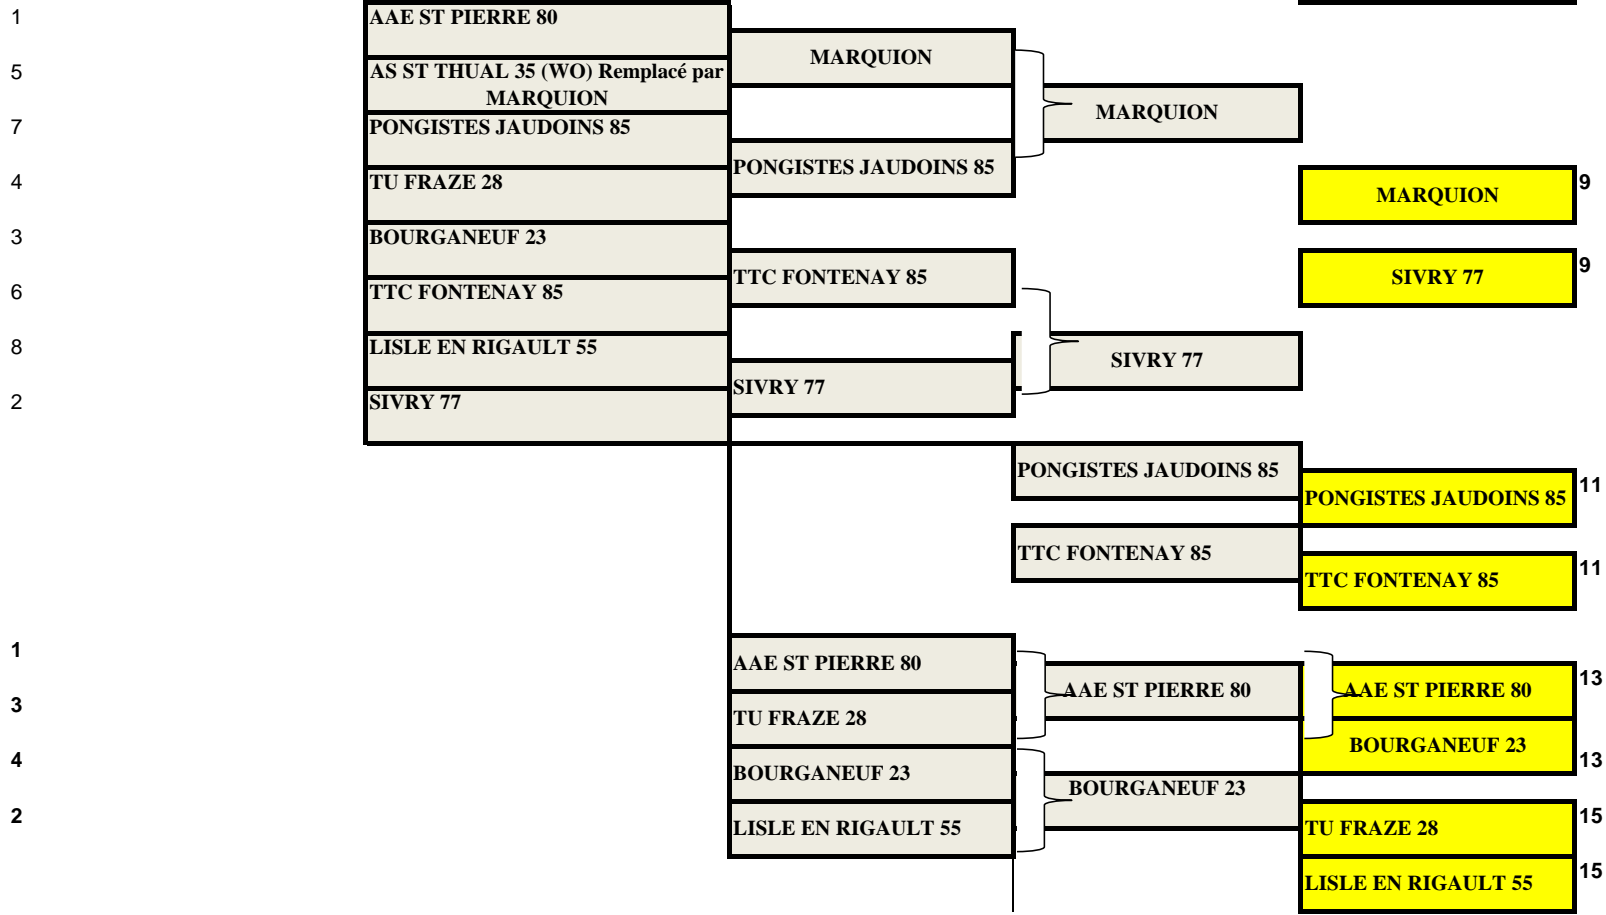 1
AAE ST PIERRE 80
MARQUION
5
AS ST THUAL 35 (WO) Remplacé par
MARQUION
MARQUION
7
PONGISTES JAUDOINS 85
PONGISTES JAUDOINS 85
4
TU FRAZE 28
MARQUION
9
3
BOURGANEUF 23
TTC FONTENAY 85
SIVRY 77
9
6
TTC FONTENAY 85
8
LISLE EN RIGAULT 55
SIVRY 77
SIVRY 77
2
SIVRY 77
PONGISTES JAUDOINS 85
PONGISTES JAUDOINS 85
11
TTC FONTENAY 85
TTC FONTENAY 85
11
1
AAE ST PIERRE 80
AAE ST PIERRE 80
AAE ST PIERRE 80
13
3
TU FRAZE 28
BOURGANEUF 23
13
4
BOURGANEUF 23
BOURGANEUF 23
2
LISLE EN RIGAULT 55
TU FRAZE 28
15
LISLE EN RIGAULT 55
15